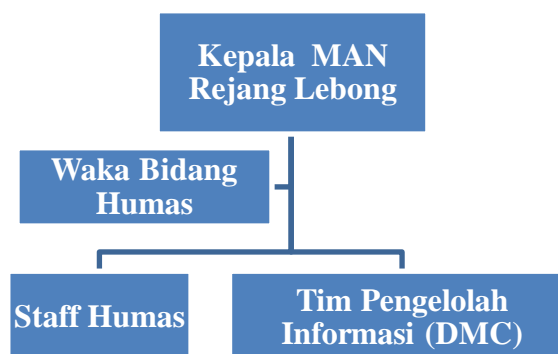 Kepala MAN
Rejang Lebong
Waka Bidang
Humas
Staff Humas
Tim Pengelolah
Informasi (DMC)